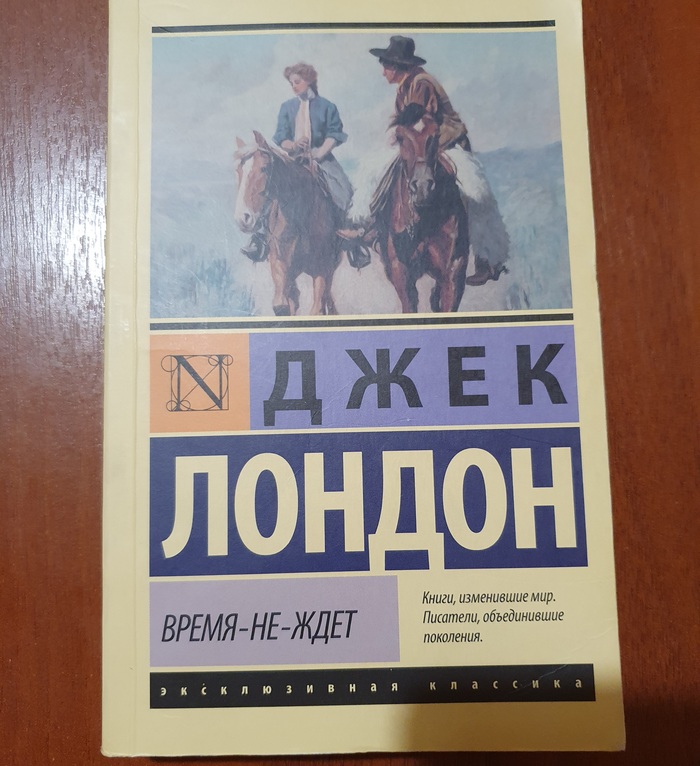 N
ДЖЕК
ЛОНДОН
ВРЕМЯ-НЕ-ЖДЕТ
Книги, изменившие мир.
Писатели, объединившие
поколения.
эксклюзивная классика